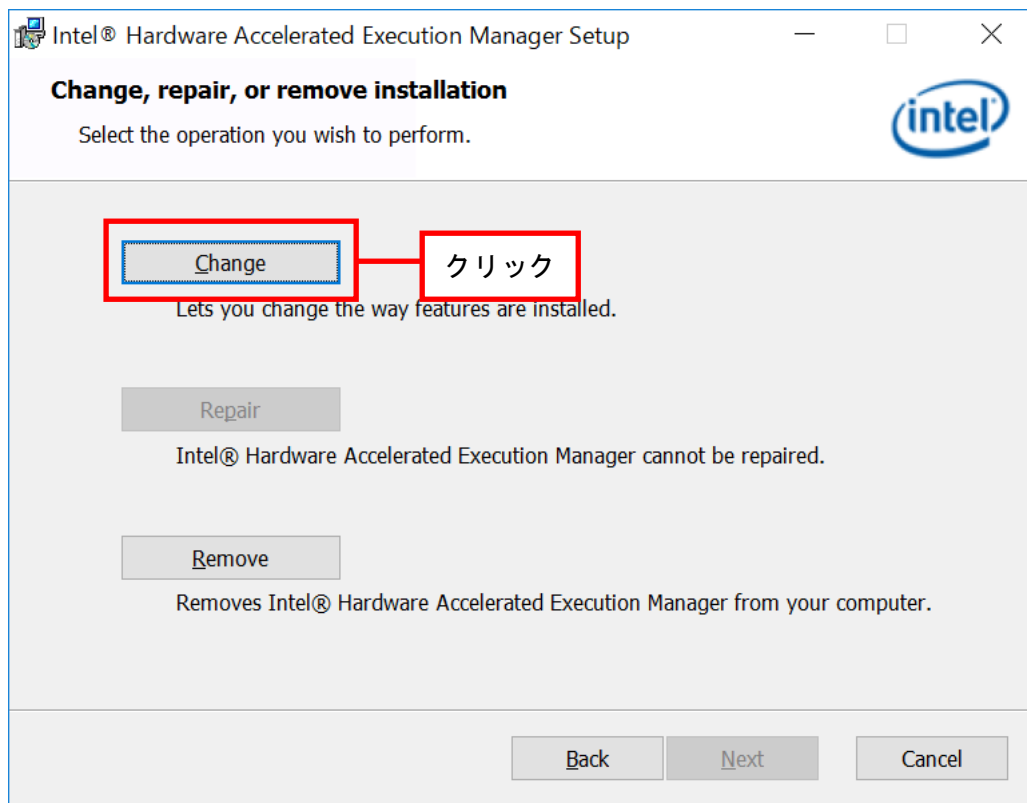 Intel® Hardware Accelerated Execution Manager Setup
Change, repair, or remove installation
Select the operation you wish to perform.
intel
Change
クリック
Lets you change the way features are installed.
Repair
Intel® Hardware Accelerated Execution Manager cannot be repaired.
Remove
Removes Intel® Hardware Accelerated Execution Manager from your computer.
Back
Next
Cancel